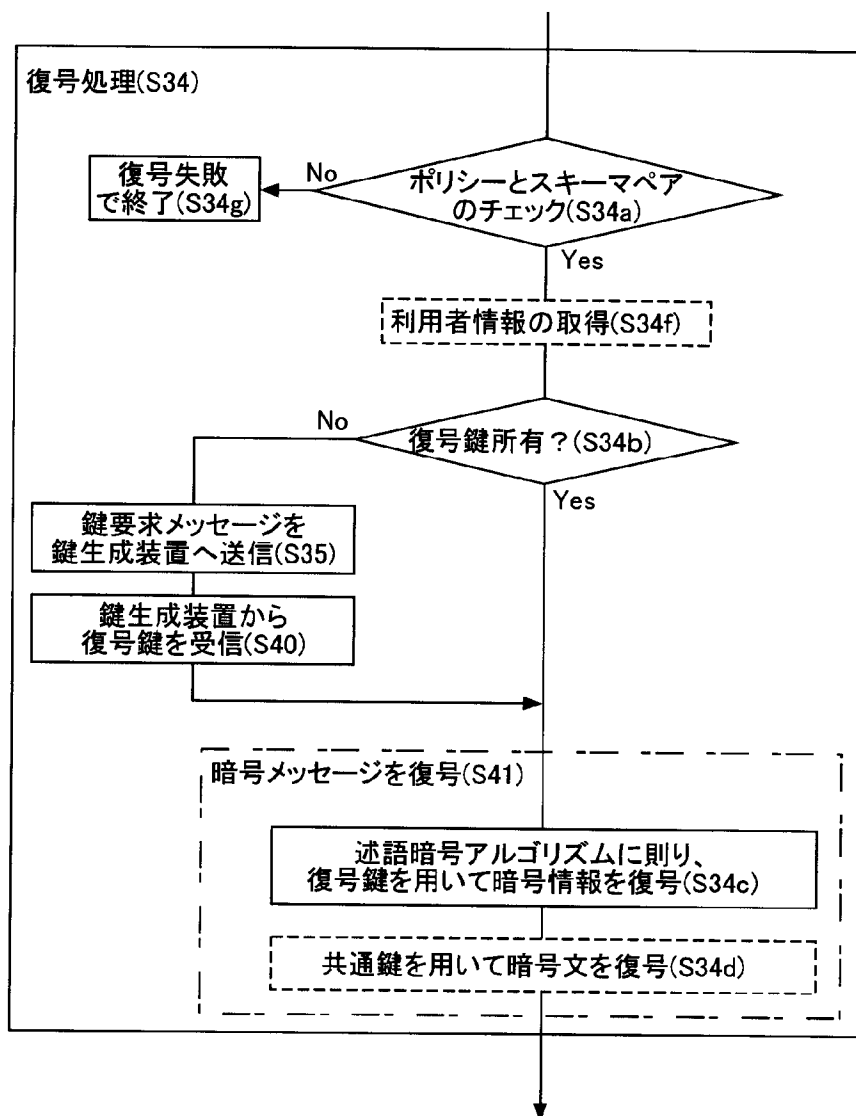 復号処理(S34)
No
復号失敗
で終了(S34g)
ポリシーとスキーマペア
のチェック(S34a)
Yes
利用者情報の取得(S34f)
No
復号鍵所有？(S34b)
Yes
鍵要求メッセージを
鍵生成装置へ送信(S35)
鍵生成装置から
復号鍵を受信(S40)
暗号メッセージを復号(S41)
述語暗号アルゴリズムに則り、
復号鍵を用いて暗号情報を復号(S34c)
共通鍵を用いて暗号文を復号(S34d)